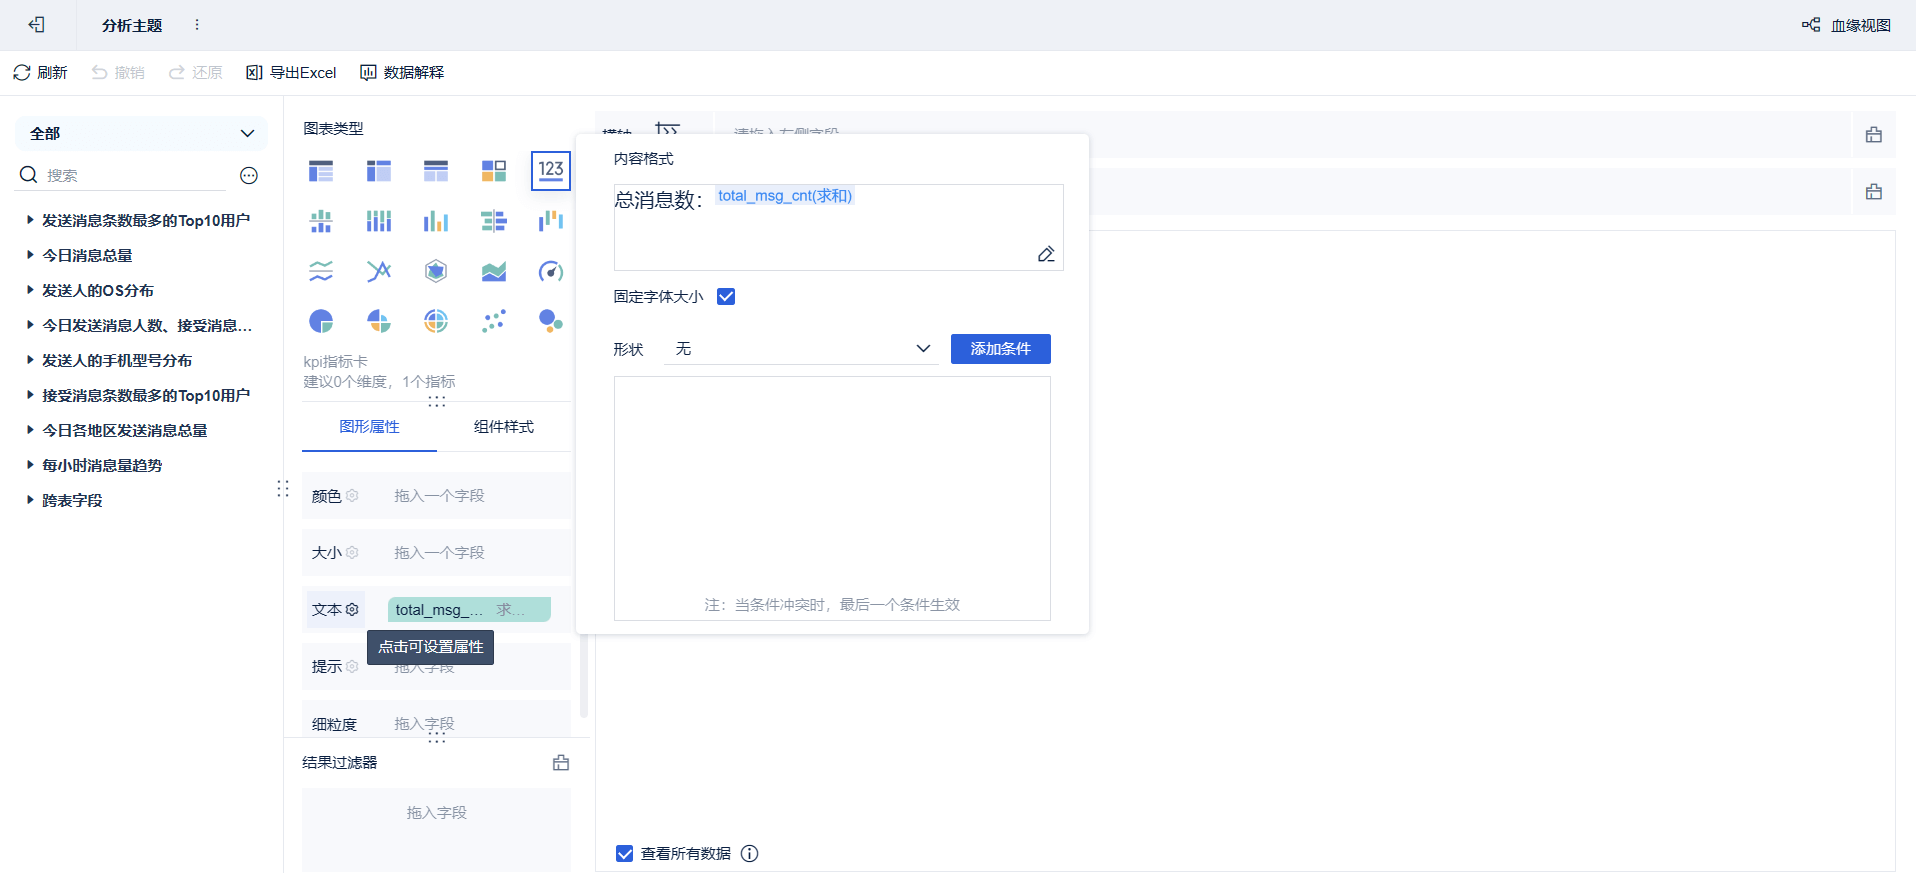 分析主题
血缘视图
刷新
撤销
还原
导出Excel
数据解释
全部
搜索
发送消息条数最多的Top10用户
今日消息总量
发送人的OS分布
今日发送消息人数、接受消息...
发送人的手机型号分布
接受消息条数最多的Top10用户
今日各地区发送消息总量
每小时消息量趋势
跨表字段
图表类型
123
kpi指标卡
建议0个维度，1个指标
图形属性
组件样式
颜色
拖入一个字段
大小
拖入一个字段
文本
total_msg_...
求...
点击可设置属性
提示
拖入字段
细粒度
拖入字段
结果过滤器
拖入字段
横轴
请拖入左侧字段
内容格式
总消息数： total_msg_cnt(求和)
固定字体大小
形状
无
添加条件
注：当条件冲突时，最后一个条件生效
查看所有数据